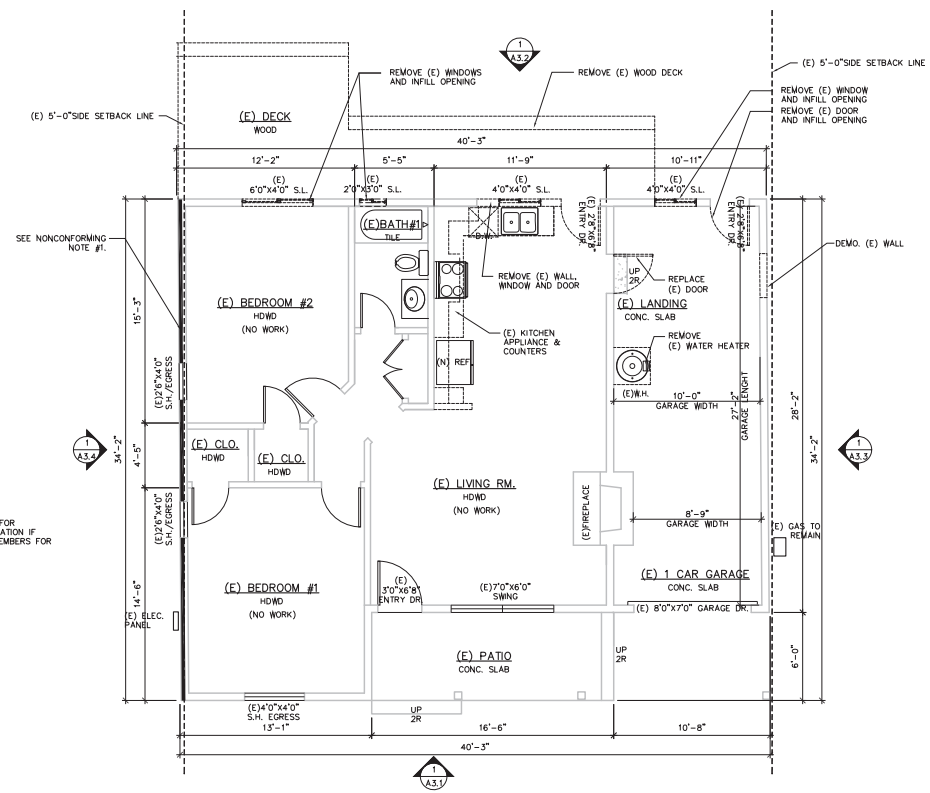 1
A3.2
(E) 5'-0"SIDE SETBACK LINE
REMOVE (E) WINDOWS
AND INFILL OPENING
REMOVE (E) WOOD DECK
REMOVE (E) WINDOW
AND INFILL OPENING
REMOVE (E) DOOR
AND INFILL OPENING
(E) 5'-0"SIDE SETBACK LINE
(E) DECK
WOOD
40'-3"
12'-2"
5'-5"
11'-9"
10'-11"
(E)
6'0"X4'0" S.L.
(E)
2'0"X3'0" S.L.
(E)
4'0"X4'0" S.L.
(E)
4'0"X4'0" S.L.
(E) 2'8"X6'8"
ENTRY DR.
(E) 2'8"X6'8"
ENTRY DR.
(E)BATH#1
TILE
D.W.
SEE NONCONFORMING
NOTE #1.
DEMO. (E) WALL
UP
2R
REPLACE
(E) DOOR
REMOVE (E) WALL,
WINDOW AND DOOR
(E) BEDROOM #2
HDWD
(NO WORK)
(E) LANDING
CONC. SLAB
15'-3"
(E) KITCHEN
APPLIANCE &
COUNTERS
REMOVE
(E) WATER HEATER
(N) REF.
(E)W.H.
10'-0"
GARAGE WIDTH
27'-2"
GARAGE LENGHT
28'-2"
(E)2'6"X4'0"
S.H./EGRESS
1
A3.4
34'-2"
4'-5"
(E) CLO.
HDWD
(E) CLO.
HDWD
34'-2"
1
A3.3
(E) LIVING RM.
HDWD
(NO WORK)
(E)FIREPLACE
8'-9"
GARAGE WIDTH
(E)2'6"X4'0"
S.H./EGRESS
FOR
ATION IF
EMBERS FOR
(E) GAS TO
REMAIN
14'-6"
(E) BEDROOM #1
HDWD
(NO WORK)
(E)
3'0"X6'8"
ENTRY DR.
(E)7'0"X6'0"
SWING
(E) 1 CAR GARAGE
CONC. SLAB
(E) 8'0"X7'0" GARAGE DR.
(E) ELEC.
PANEL
(E) PATIO
CONC. SLAB
UP
2R
6'-0"
(E)4'0"X4'0"
S.H. EGRESS
UP
2R
13'-1"
16'-6"
10'-8"
40'-3"
1
A3.1